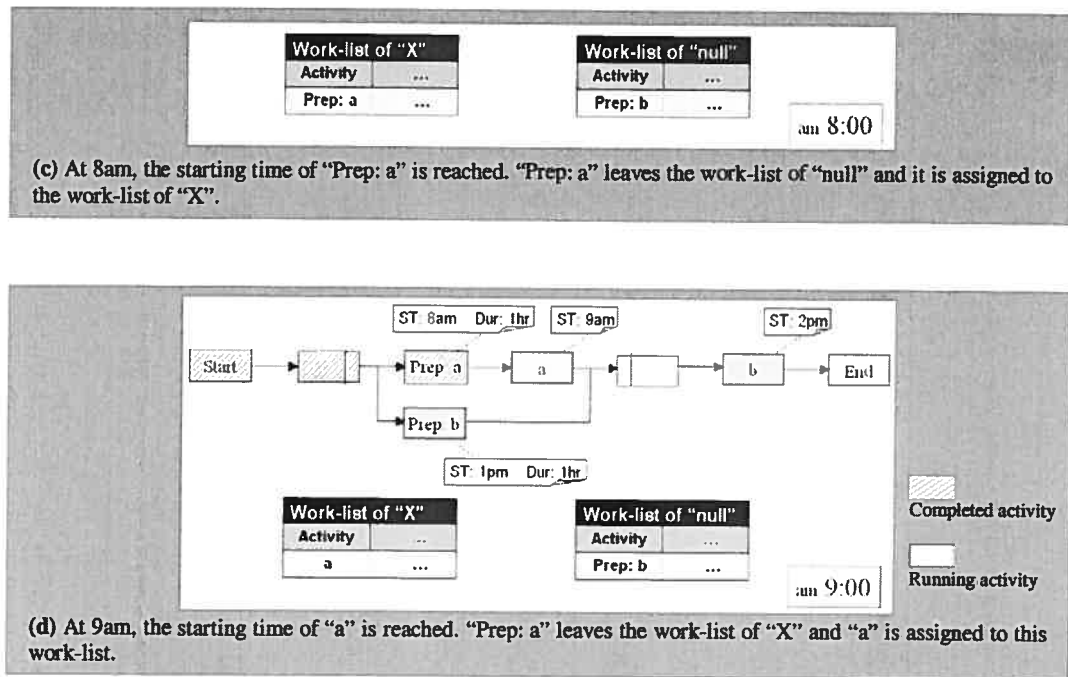 Work-list of "X"
Activity ...
Prep: a ...
Work-list of "null"
Activity ...
Prep: b ...
am 8:00
(c) At 8am, the starting time of "Prep: a" is reached. "Prep: a" leaves the work-list of "null" and it is assigned to
the work-list of "X".
ST: 8am Dur: 1hr
ST: 9am
ST: 2pm
Start
Prep a
a
b
End
Prep b
ST: 1pm Dur: 1hr
Work-list of "X"
Activity ..
a ...
Work-list of "null"
Activity ...
Prep: b ...
am 9:00
Completed activity
Running activity
(d) At 9am, the starting time of "a" is reached. "Prep: a" leaves the work-list of "X" and "a" is assigned to this
work-list.